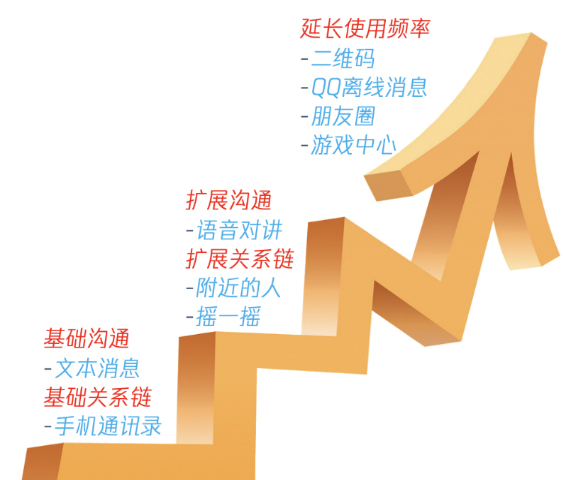 延长使用频率
-二维码
-QQ离线消息
-朋友圈
-游戏中心
扩展沟通
-语音对讲
扩展关系链
-附近的人
-摇一摇
基础沟通
-文本消息
基础关系链
-手机通讯录